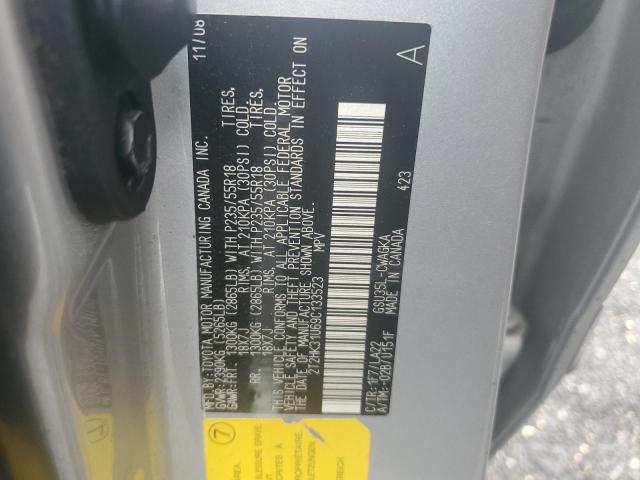 MFD. BY: TOYOTA MOTOR MANUFACTURING CANADA INC. 11/08
GVWR: 2390KG (5265LB)
GAWR: FRT. 1300KG (2865LB) WITH P235/55R18 TIRES,
18X7J RIMS, AT 210KPA (30PSI) COLD.
RR. 1300KG (2865LB) WITH P235/55R18 TIRES,
18X7J RIMS, AT 210KPA (30PSI) COLD.
THIS VEHICLE CONFORMS TO ALL APPLICABLE FEDERAL MOTOR
VEHICLE SAFETY AND THEFT PREVENTION STANDARDS IN EFFECT ON
THE DATE OF MANUFACTURE SHOWN ABOVE.
2T2HK31U69C133523 MPV
A
C/TR: 1F7/LA22 GSU35L-CWAGKA
A/TM: -02B/U151F MADE IN CANADA 423
7